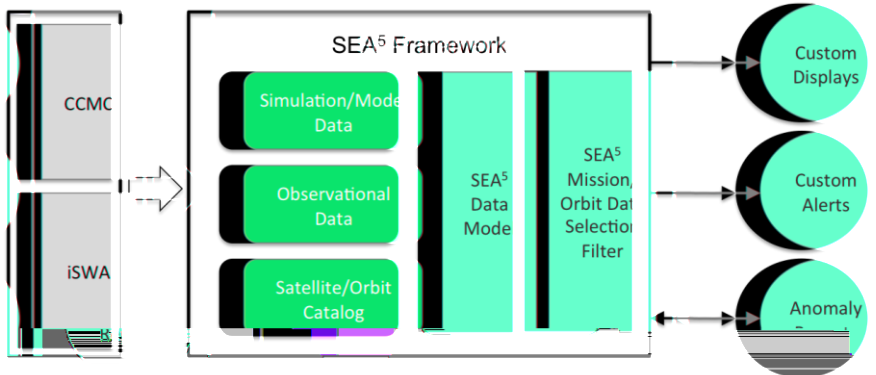 SEA⁵ Framework
CCMC
iSWA
Simulation/Mode
Data
Observational
Data
Satellite/Orbit
Catalog
SEA⁵
Data
Mode
SEA⁵
Mission/
Orbit Dat
Selection
Filter
Custom
Displays
Custom
Alerts
Anomaly